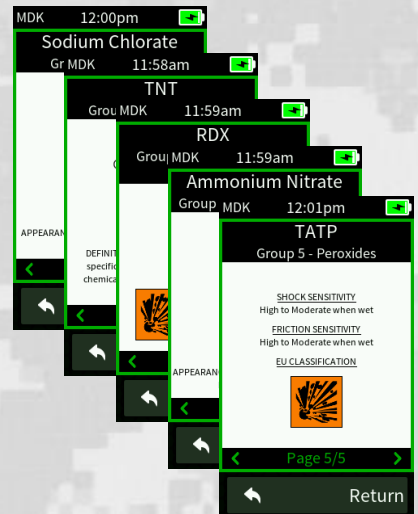 MDK 12:00pm
Sodium Chlorate
Gr
APPEARAN
MDK 11:58am
TNT
Grou
DEFINIT
specific
chemica
MDK 11:59am
RDX
Group
MDK 11:59am
Ammonium Nitrate
Group
APPEARAN
MDK 12:01pm
TATP
Group 5 - Peroxides
SHOCK SENSITIVITY
High to Moderate when wet
FRICTION SENSITIVITY
High to Moderate when wet
EU CLASSIFICATION
Page 5/5
Return